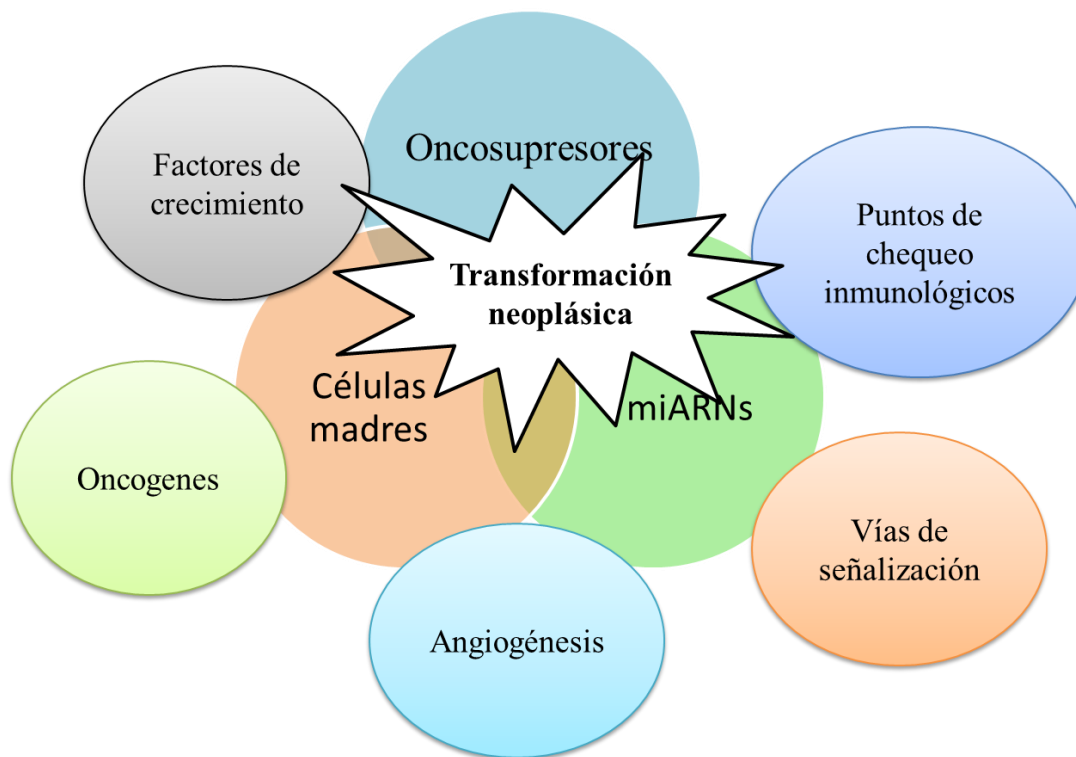 Oncosupresores
Factores de
crecimiento
Puntos de
chequeo
inmunológicos
Transformación
neoplásica
Células
madres
miARNs
Oncogenes
Vías de
señalización
Angiogénesis